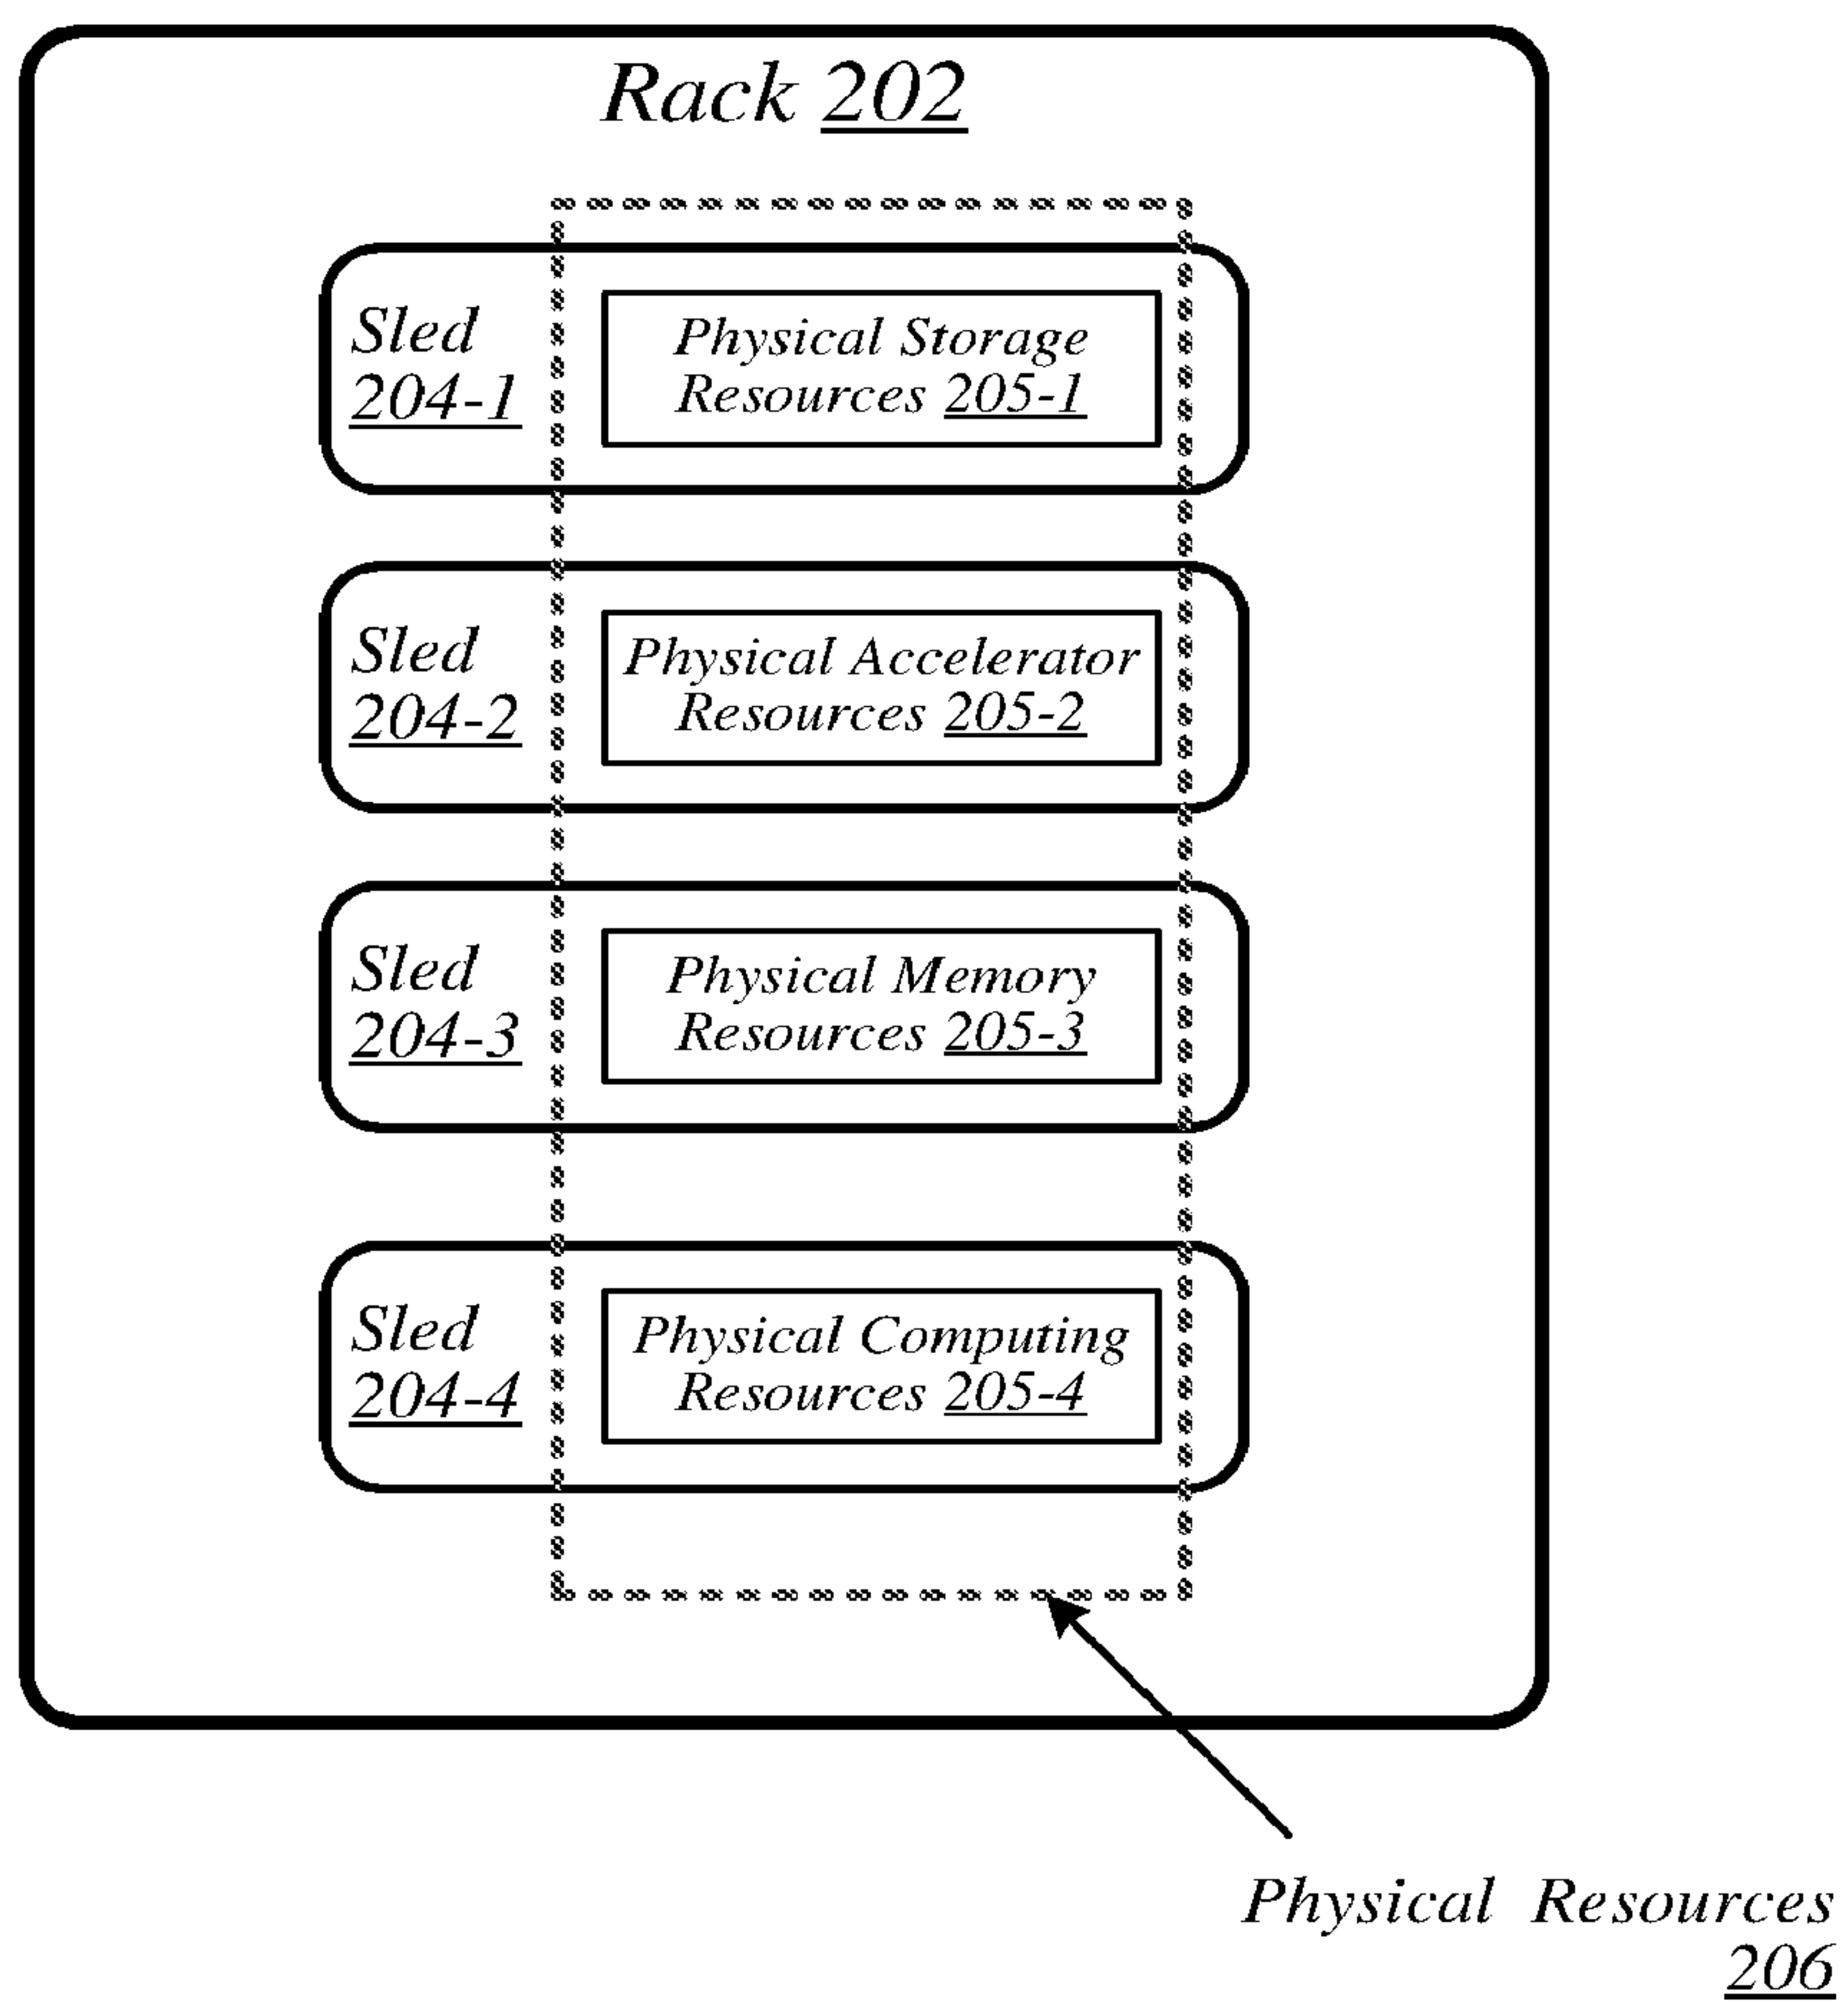 Rack 202
Sled
204-1
Physical Storage
Resources 205-1
Sled
204-2
Physical Accelerator
Resources 205-2
Sled
204-3
Physical Memory
Resources 205-3
Sled
204-4
Physical Computing
Resources 205-4
Physical Resources
206